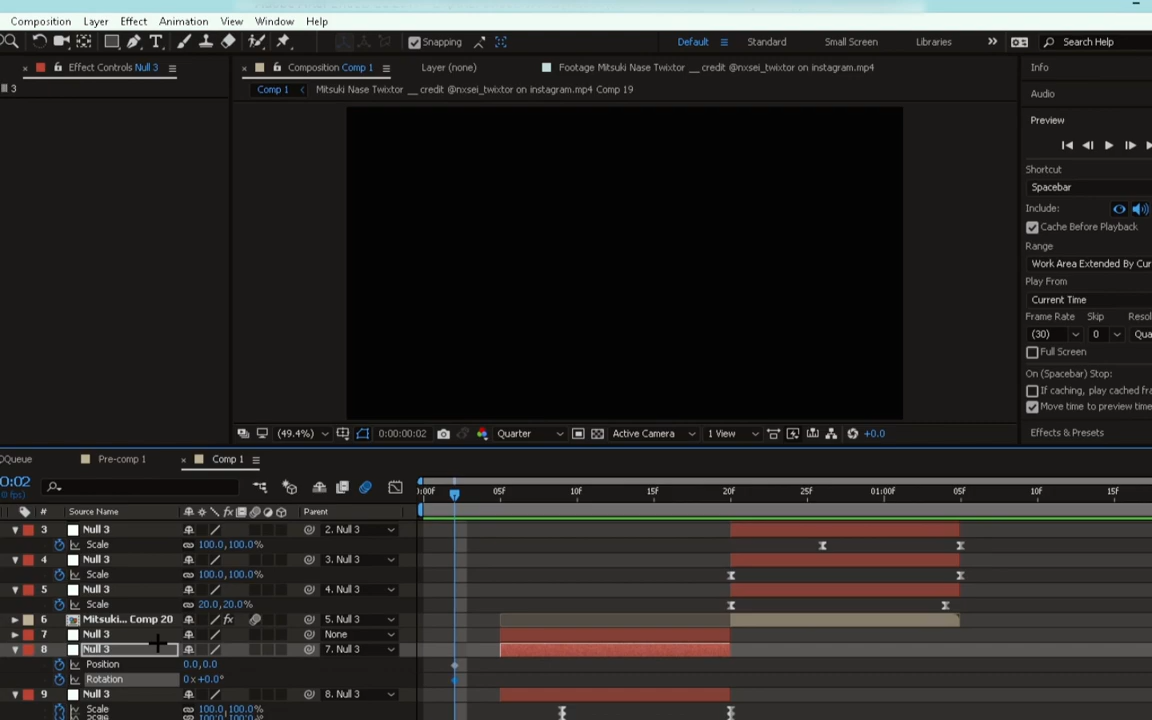 Composition Layer Effect Animation View Window Help
Snapping Default Standard Small Screen Libraries Search Help
Effect Controls Null 3
3
Composition Comp 1 Layer (none) Footage Mitsuki Nase Twixtor __ credit @nxsei_twixtor on instagram.mp4
Comp 1 Mitsuki Nase Twixtor __ credit @nxsei_twixtor on instagram.mp4 Comp 19
Info
Audio
Preview
Shortcut
Spacebar
Include:
Cache Before Playback
Range
Work Area Extended By Cur
Play From
Current Time
Frame Rate Skip Resol
(30) 0 Qua
Full Screen
On (Spacebar) Stop:
If caching, play cached fra
Move time to preview time
Effects & Presets
(49.4%) 0:00:00:02 Quarter Active Camera 1 View +0.0
Queue Pre-comp 1 Comp 1
0:02
fps)
:00f 05f 10f 15f 20f 25f 01:00f 05f 10f 15f
# Source Name Parent
3 Null 3 2. Null 3
Scale 100.0,100.0%
4 Null 3 3. Null 3
Scale 100.0,100.0%
5 Null 3 4. Null 3
Scale 20.0,20.0%
6 Mitsuki... Comp 20 5. Null 3
7 Null 3 None
8 Null 3 7. Null 3
Position 0.0,0.0
Rotation 0x+0.0°
9 Null 3 8. Null 3
Scale 100.0,100.0%